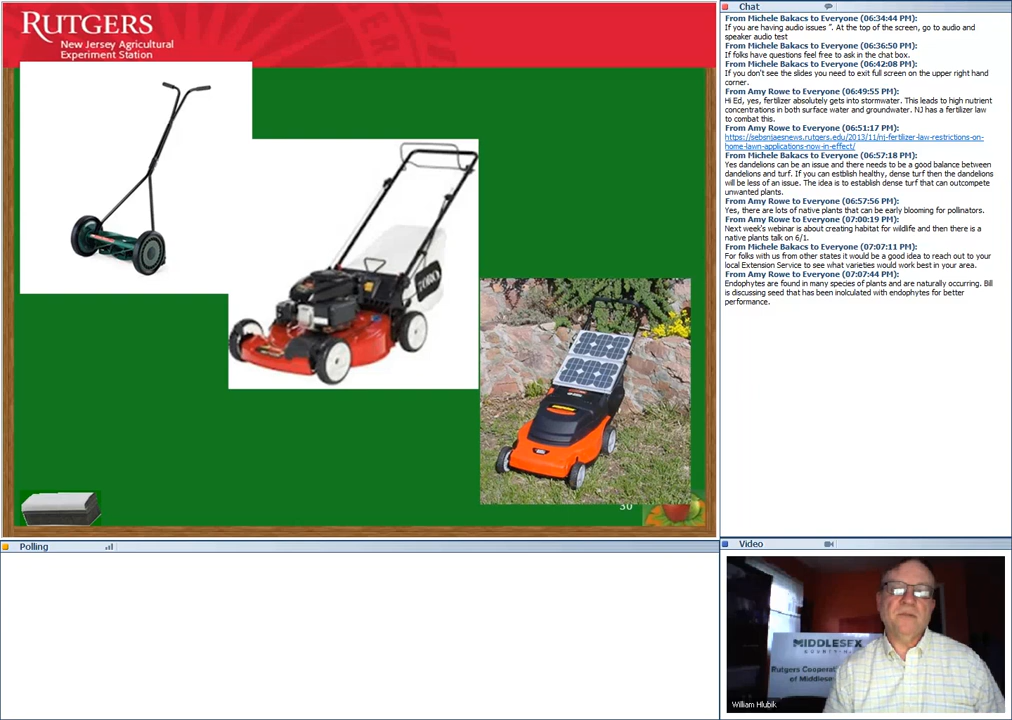 RUTGERS
New Jersey Agricultural
Experiment Station
TORO
30
Polling
Chat
From Michele Bakacs to Everyone (06:34:44 PM):
If you are having audio issues ". At the top of the screen, go to audio and
speaker audio test
From Michele Bakacs to Everyone (06:36:50 PM):
If folks have questions feel free to ask in the chat box.
From Michele Bakacs to Everyone (06:42:08 PM):
If you don't see the slides you need to exit full screen on the upper right hand
corner.
From Amy Rowe to Everyone (06:49:55 PM):
Hi Ed, yes, fertilizer absolutely gets into stormwater. This leads to high nutrient
concentrations in both surface water and groundwater. NJ has a fertilizer law
to combat this.
From Amy Rowe to Everyone (06:51:17 PM):
https://sebsnjaesnews.rutgers.edu/2013/11/nj-fertilizer-law-restrictions-on-
home-lawn-applications-now-in-effect/
From Michele Bakacs to Everyone (06:57:18 PM):
Yes dandelions can be an issue and there needs to be a good balance between
dandelions and turf. If you can estblish healthy, dense turf then the dandelions
will be less of an issue. The idea is to establish dense turf that can outcompete
unwanted plants.
From Amy Rowe to Everyone (06:57:56 PM):
Yes, there are lots of native plants that can be early blooming for pollinators.
From Amy Rowe to Everyone (07:00:19 PM):
Next week's webinar is about creating habitat for wildlife and then there is a
native plants talk on 6/1.
From Michele Bakacs to Everyone (07:07:11 PM):
For folks with us from other states it would be a good idea to reach out to your
local Extension Service to see what varieties would work best in your area.
From Amy Rowe to Everyone (07:07:44 PM):
Endophytes are found in many species of plants and are naturally occurring. Bill
is discussing seed that has been inolculated with endophytes for better
performance.
Video
MIDDLESEX
COUNTY
Rutgers Coopera
of Middlese
William Hlubik